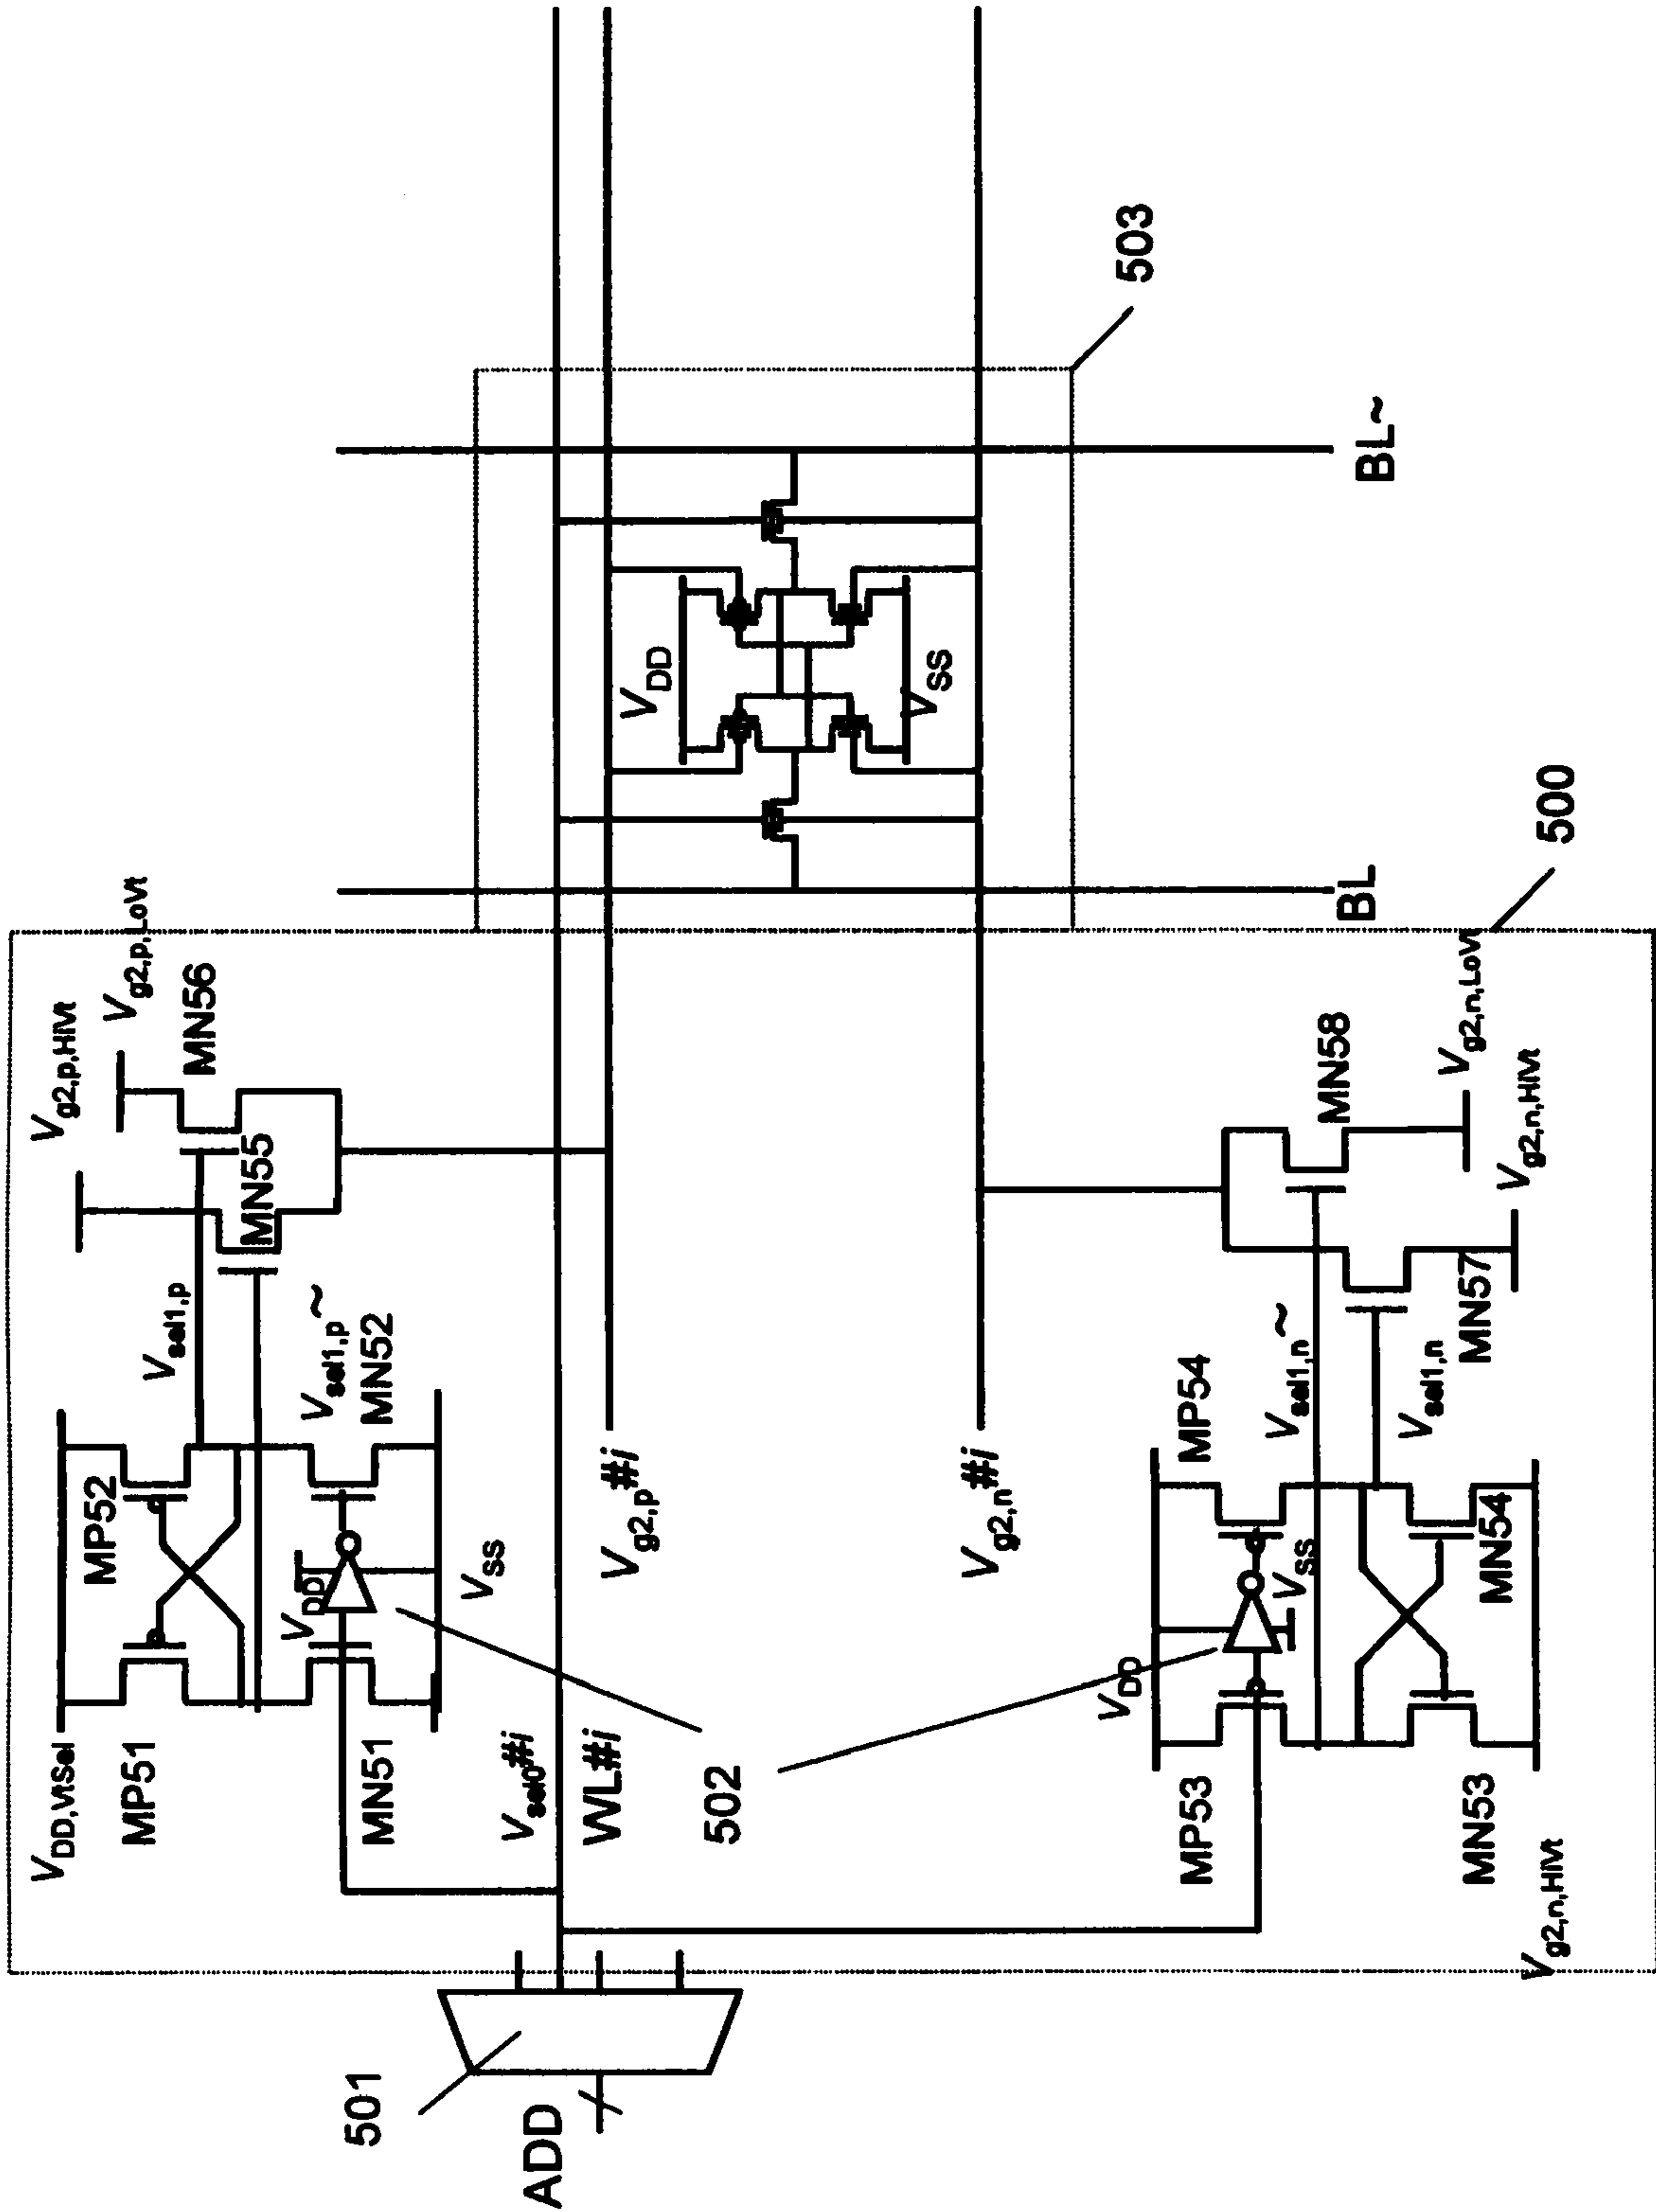 V_DD,VtSel
MP51
MP52
MN51
MN52
V_DD
V_SS
V_sel1,p
V_sel1,p~
MN55
MN56
V_g2,p,HiVt
V_g2,p,LoVt
501
ADD
V_sel0#i
WL#i
502
V_g2,p#i
V_g2,n#i
V_DD
V_SS
BL
BL~
503
500
V_DD
MP53
MP54
V_SS
MN53
MN54
V_g2,n,HiVt
V_sel1,n~
V_sel1,n
MN57
MN58
V_g2,n,LoVt
V_g2,n,HiVt